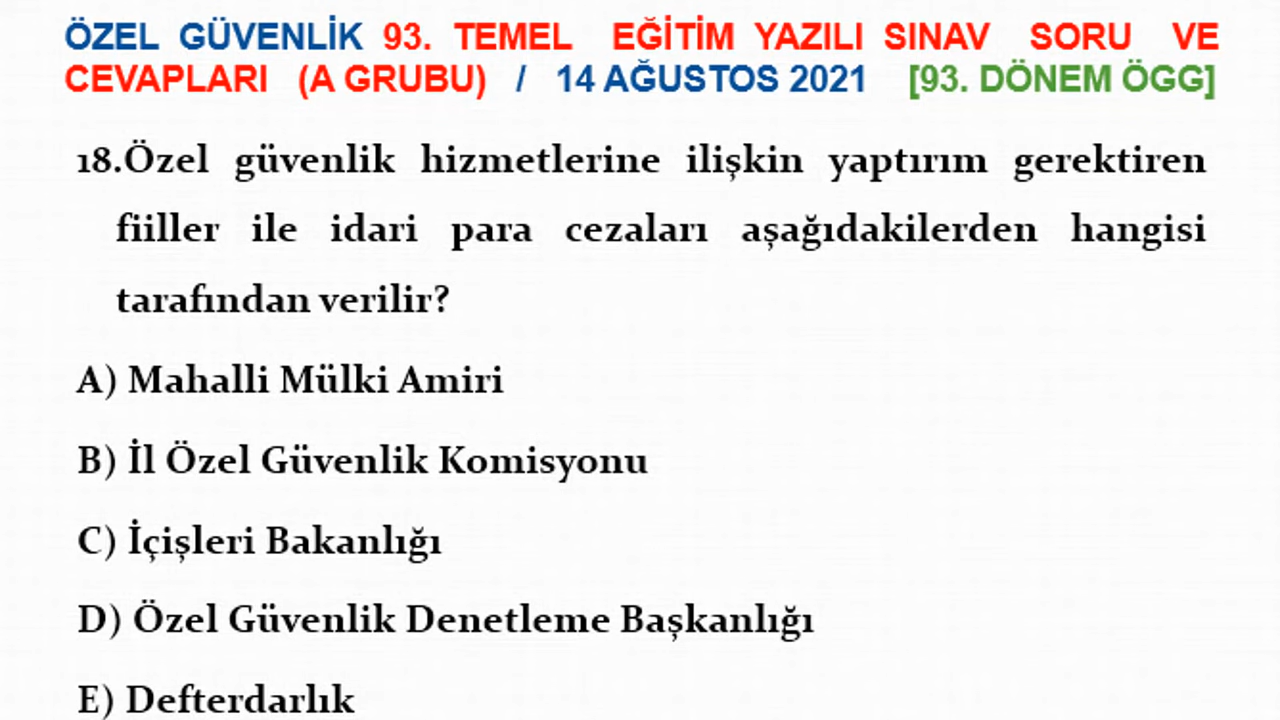 ÖZEL GÜVENLİK 93. TEMEL EĞİTİM YAZILI SINAV SORU VE
CEVAPLARI (A GRUBU) / 14 AĞUSTOS 2021 [93. DÖNEM ÖGG]
18.Özel güvenlik hizmetlerine ilişkin yaptırım gerektiren
fiiller ile idari para cezaları aşağıdakilerden hangisi
tarafından verilir?
A) Mahalli Mülki Amiri
B) İl Özel Güvenlik Komisyonu
C) İçişleri Bakanlığı
D) Özel Güvenlik Denetleme Başkanlığı
E) Defterdarlık